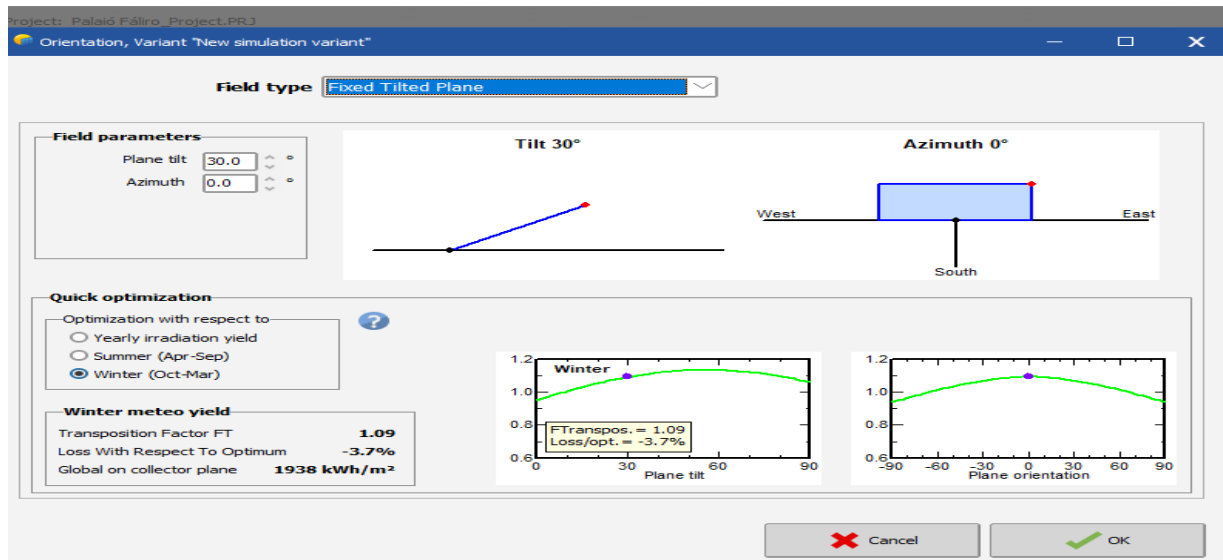 Project: Palaió Fáliro_Project.PRJ
Orientation, Variant "New simulation variant"
Field type Fixed Tilted Plane
Field parameters
Plane tilt 30.0 °
Azimuth 0.0 °
Tilt 30°
Azimuth 0°
West East
South
Quick optimization
Optimization with respect to
Yearly irradiation yield
Summer (Apr-Sep)
Winter (Oct-Mar)
?
Winter meteo yield
Transposition Factor FT 1.09
Loss With Respect To Optimum -3.7%
Global on collector plane 1938 kWh/m²
1.2
Winter
1.0
0.8
FTranspos. = 1.09
Loss/opt. = -3.7%
0.6
0 30 60 90
Plane tilt
1.2
1.0
0.8
0.6
-90 -60 -30 0 30 60 90
Plane orientation
Cancel
OK